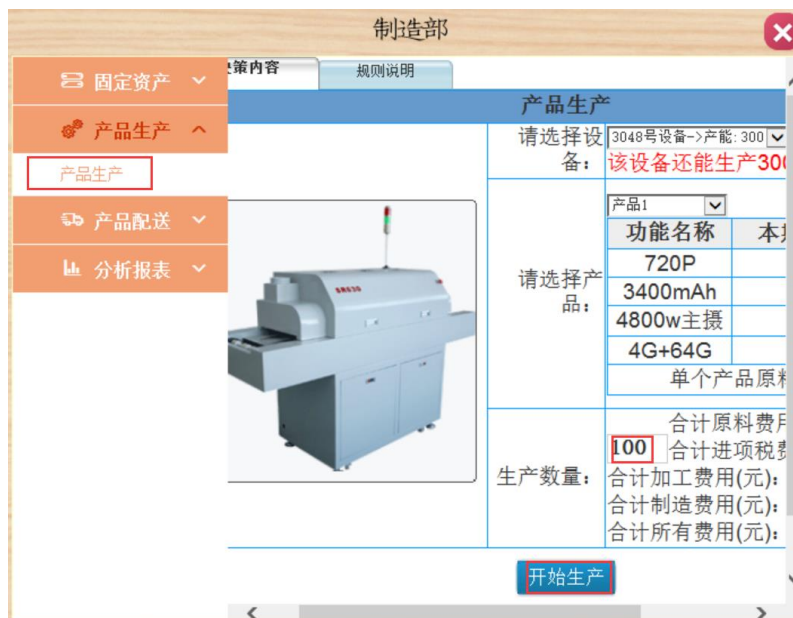 制造部
固定资产
产品生产
产品生产
产品配送
分析报表
策内容
规则说明
产品生产
请选择设备：
3048号设备->产能:300
该设备还能生产300
请选择产品：
产品1
功能名称 本
720P
3400mAh
4800w主摄
4G+64G
单个产品原
SM630
生产数量：
100
合计原料费
合计进项税
合计加工费用(元):
合计制造费用(元):
合计所有费用(元):
开始生产